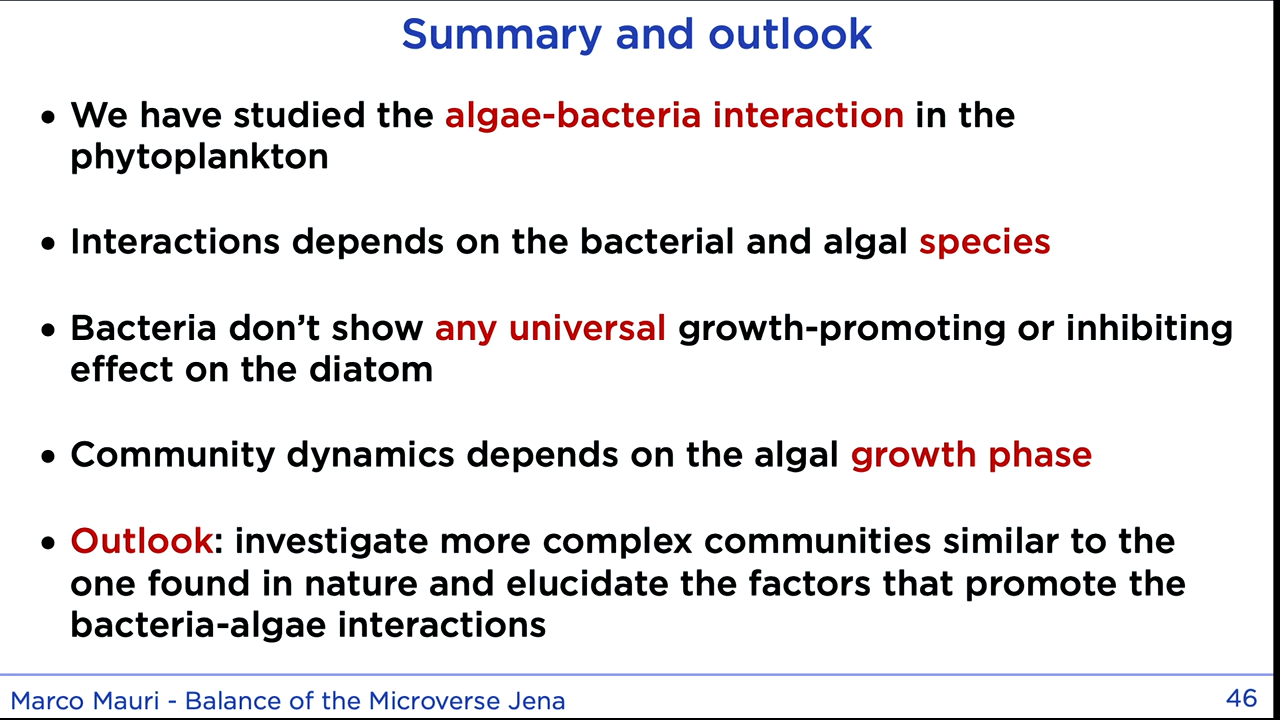 Summary and outlook
• We have studied the algae-bacteria interaction in the
phytoplankton
• Interactions depends on the bacterial and algal species
• Bacteria don’t show any universal growth-promoting or inhibiting
effect on the diatom
• Community dynamics depends on the algal growth phase
• Outlook: investigate more complex communities similar to the
one found in nature and elucidate the factors that promote the
bacteria-algae interactions
Marco Mauri - Balance of the Microverse Jena
46